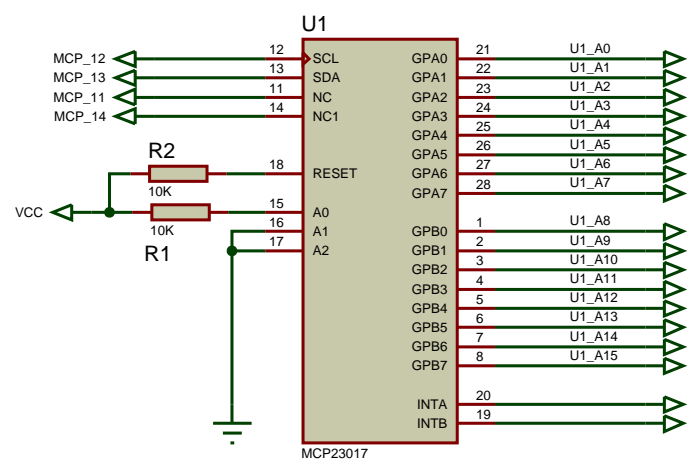 U1
MCP_12 12 SCL GPA0 21 U1_A0
MCP_13 13 SDA GPA1 22 U1_A1
MCP_11 11 NC GPA2 23 U1_A2
MCP_14 14 NC1 GPA3 24 U1_A3
GPA4 25 U1_A4
GPA5 26 U1_A5
R2
10K 18 RESET GPA6 27 U1_A6
GPA7 28 U1_A7
VCC 10K 15 A0
R1
16 A1 GPB0 1 U1_A8
17 A2 GPB1 2 U1_A9
GPB2 3 U1_A10
GPB3 4 U1_A11
GPB4 5 U1_A12
GPB5 6 U1_A13
GPB6 7 U1_A14
GPB7 8 U1_A15
INTA 20
INTB 19
MCP23017